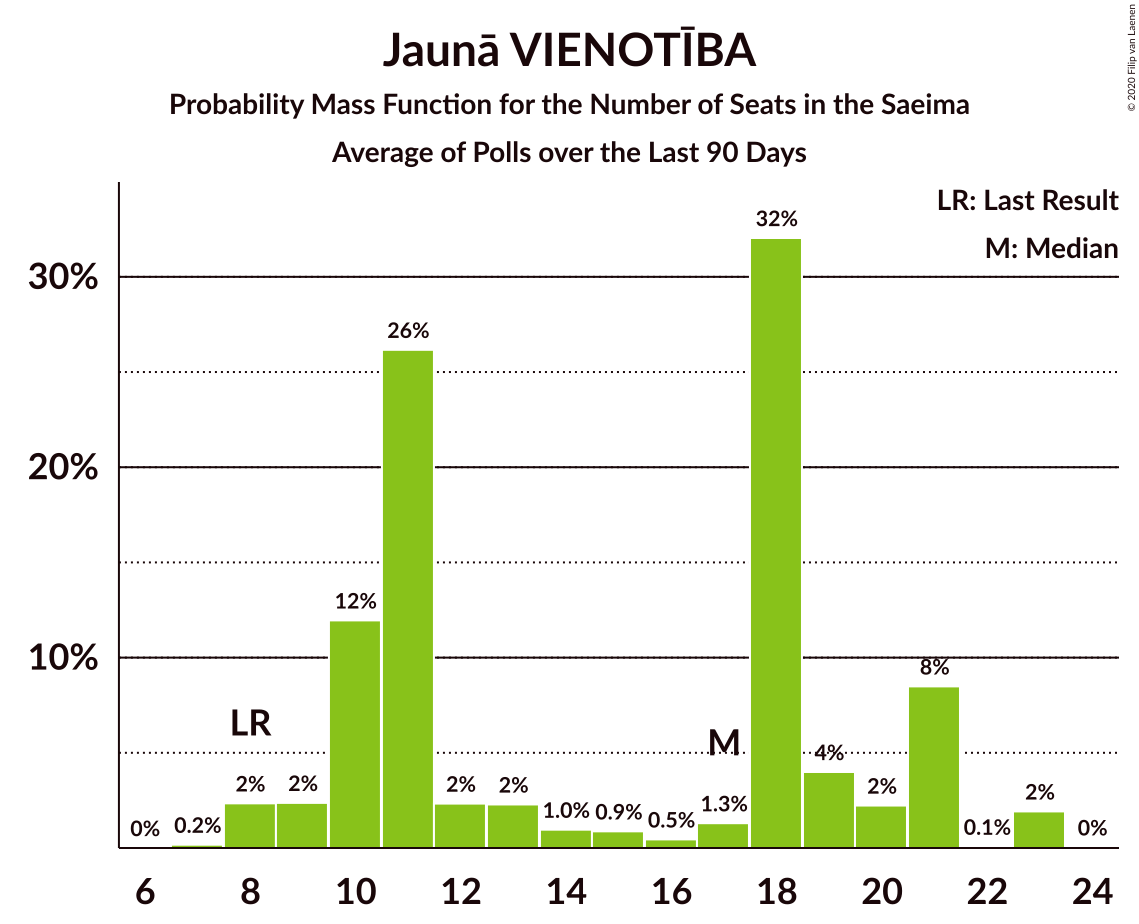 Jaunā VIENOTĪBA
Probability Mass Function for the Number of Seats in the Saeima
Average of Polls over the Last 90 Days
© 2020 Filip van Laenen
LR: Last Result
M: Median
30%
20%
10%
0%
0.2%
2%
2%
12%
26%
2%
2%
1.0%
0.9%
0.5%
1.3%
32%
4%
2%
8%
0.1%
2%
0%
LR
M
6 8 10 12 14 16 18 20 22 24